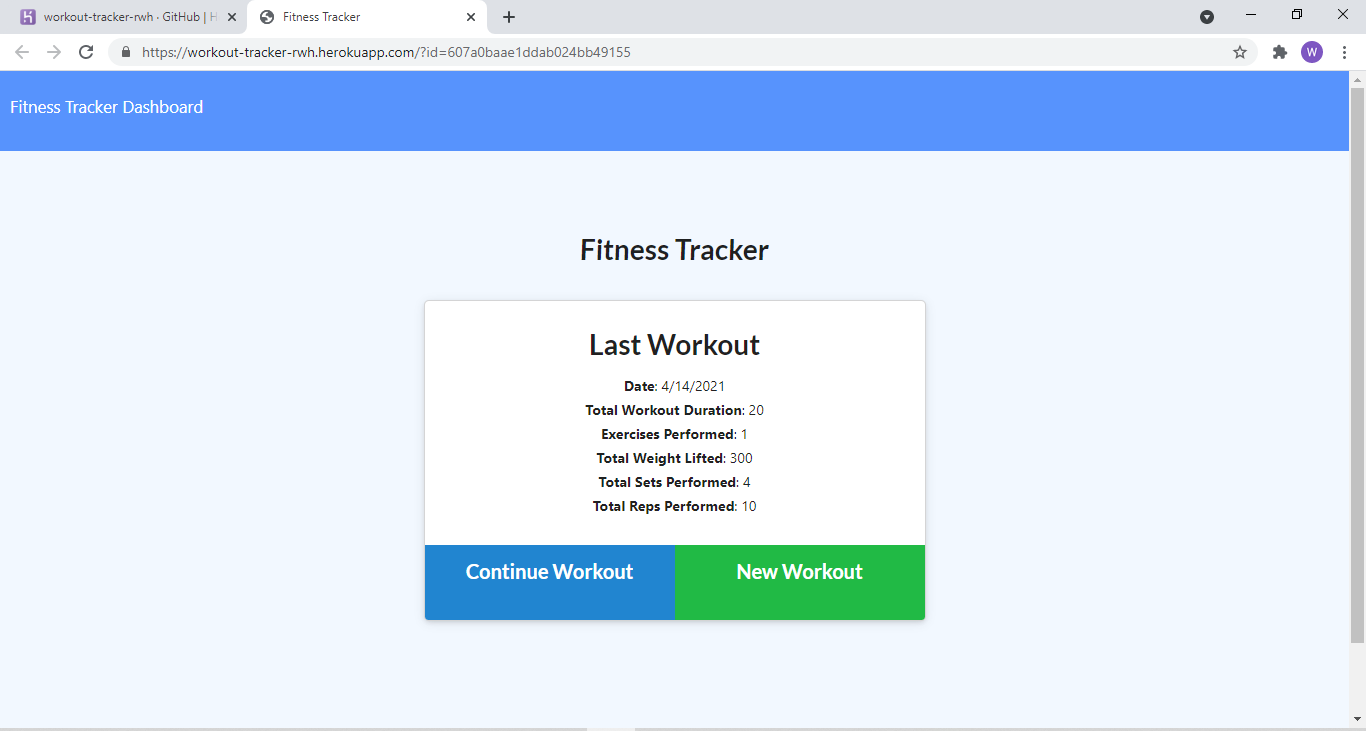 workout-tracker-rwh · GitHub | H
Fitness Tracker
https://workout-tracker-rwh.herokuapp.com/?id=607a0baae1ddab024bb49155
W
Fitness Tracker Dashboard
Fitness Tracker
Last Workout
Date: 4/14/2021
Total Workout Duration: 20
Exercises Performed: 1
Total Weight Lifted: 300
Total Sets Performed: 4
Total Reps Performed: 10
Continue Workout
New Workout